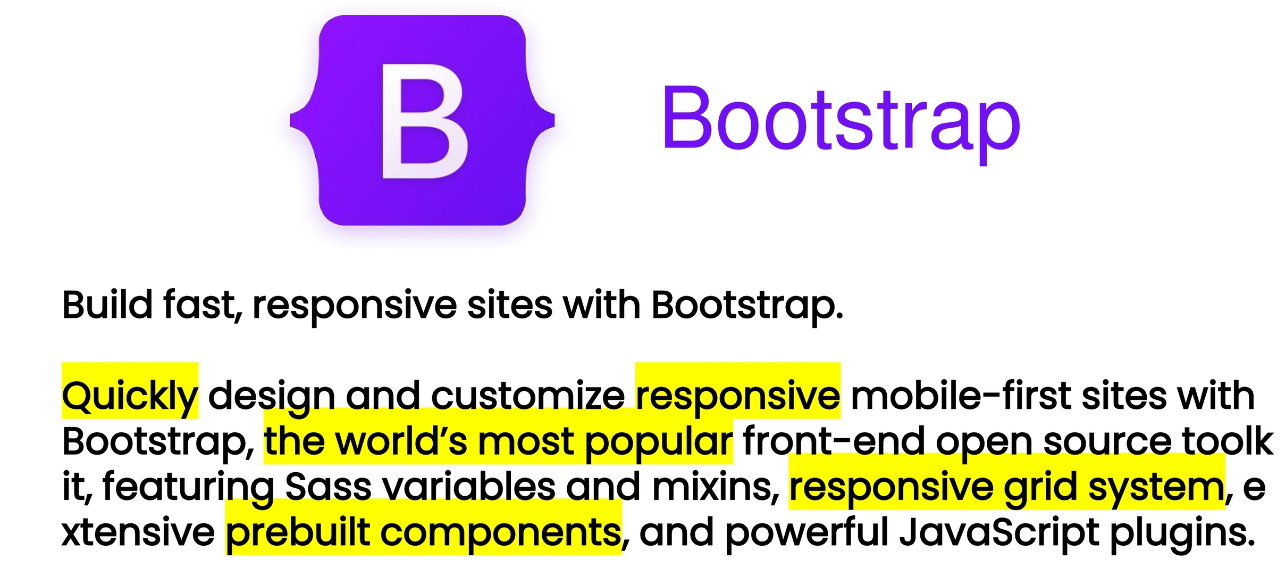 B
Bootstrap
Build fast, responsive sites with Bootstrap.
Quickly design and customize responsive mobile-first sites with
Bootstrap, the world’s most popular front-end open source toolk
it, featuring Sass variables and mixins, responsive grid system, e
xtensive prebuilt components, and powerful JavaScript plugins.